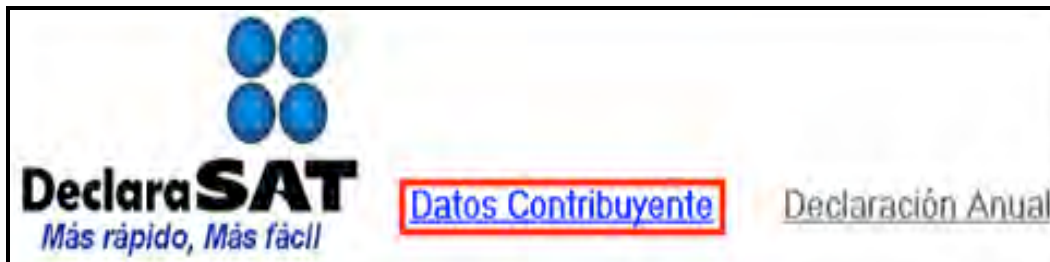 DeclaraSAT
Más rápido, Más fácil
Datos Contribuyente
Declaración Anual